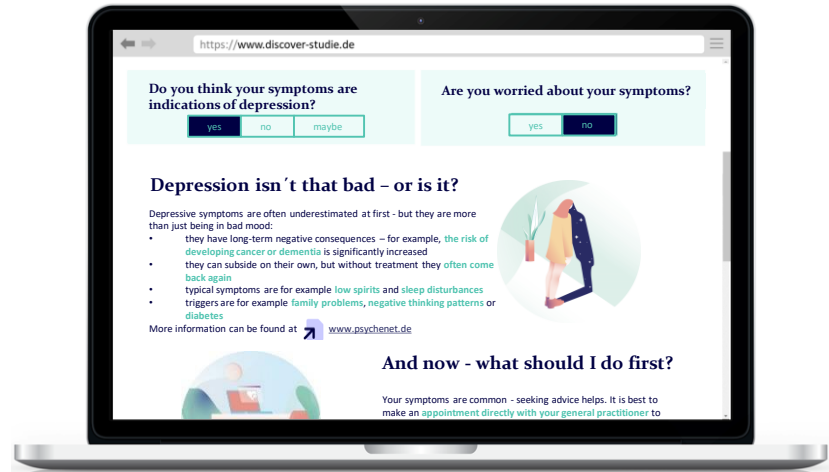 https://www.discover-studie.de
Do you think your symptoms are
indications of depression?
yes no maybe
Are you worried about your symptoms?
yes no
Depression isn´t that bad – or is it?
Depressive symptoms are often underestimated at first - but they are more
than just being in bad mood:
• they have long-term negative consequences – for example, the risk of
developing cancer or dementia is significantly increased
• they can subside on their own, but without treatment they often come
back again
• typical symptoms are for example low spirits and sleep disturbances
• triggers are for example family problems, negative thinking patterns or
diabetes
More information can be found at www.psychenet.de
And now - what should I do first?
Your symptoms are common - seeking advice helps. It is best to
make an appointment directly with your general practitioner to